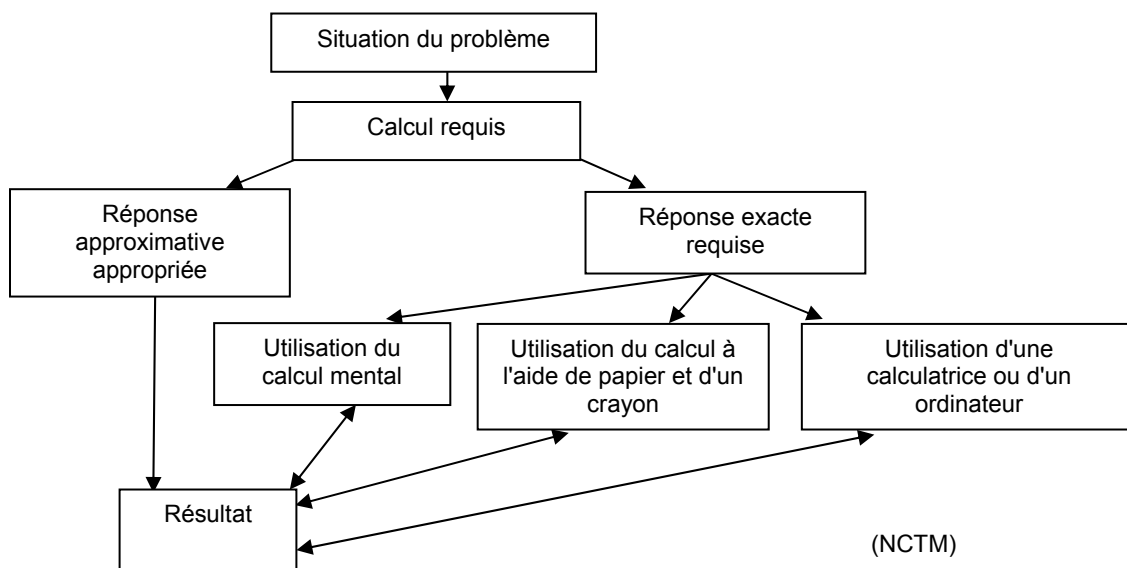 Situation du problème
Calcul requis
Réponse
approximative
appropriée
Réponse exacte
requise
Utilisation du
calcul mental
Utilisation du calcul à
l'aide de papier et d'un
crayon
Utilisation d'une
calculatrice ou d'un
ordinateur
Résultat
(NCTM)